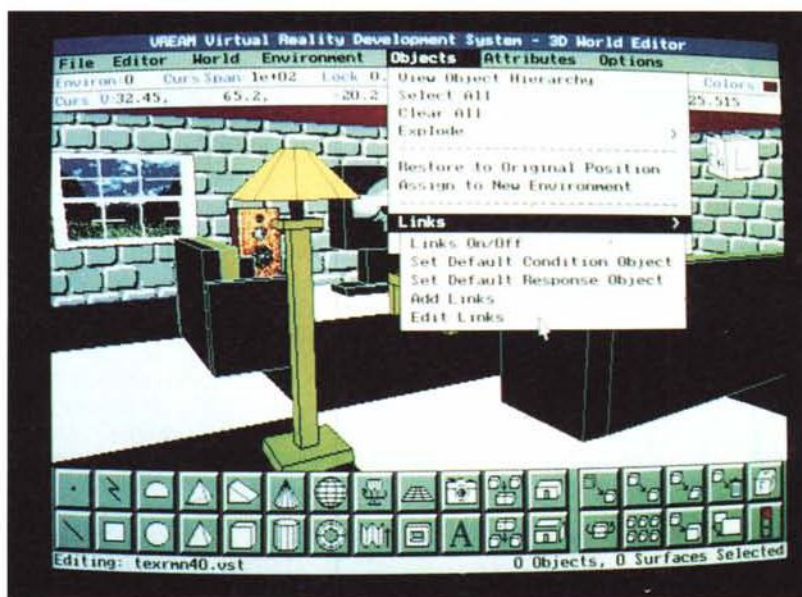 VREAM Virtual Reality Development System - 3D World Editor
File Editor World Environment Objects Attributes Options
Environ:0 Curs Span 1e+02 Lock 0. Colors:
Curs U:32.45, 65.2, -20.2 25.515
View Object Hierarchy
Select All
Clear All
Explode >
Restore to Original Position
Assign to New Environment
Links >
Links On/Off
Set Default Condition Object
Set Default Response Object
Add Links
Edit Links
A
Editing: texrmn40.vst 0 Objects, 0 Surfaces Selected